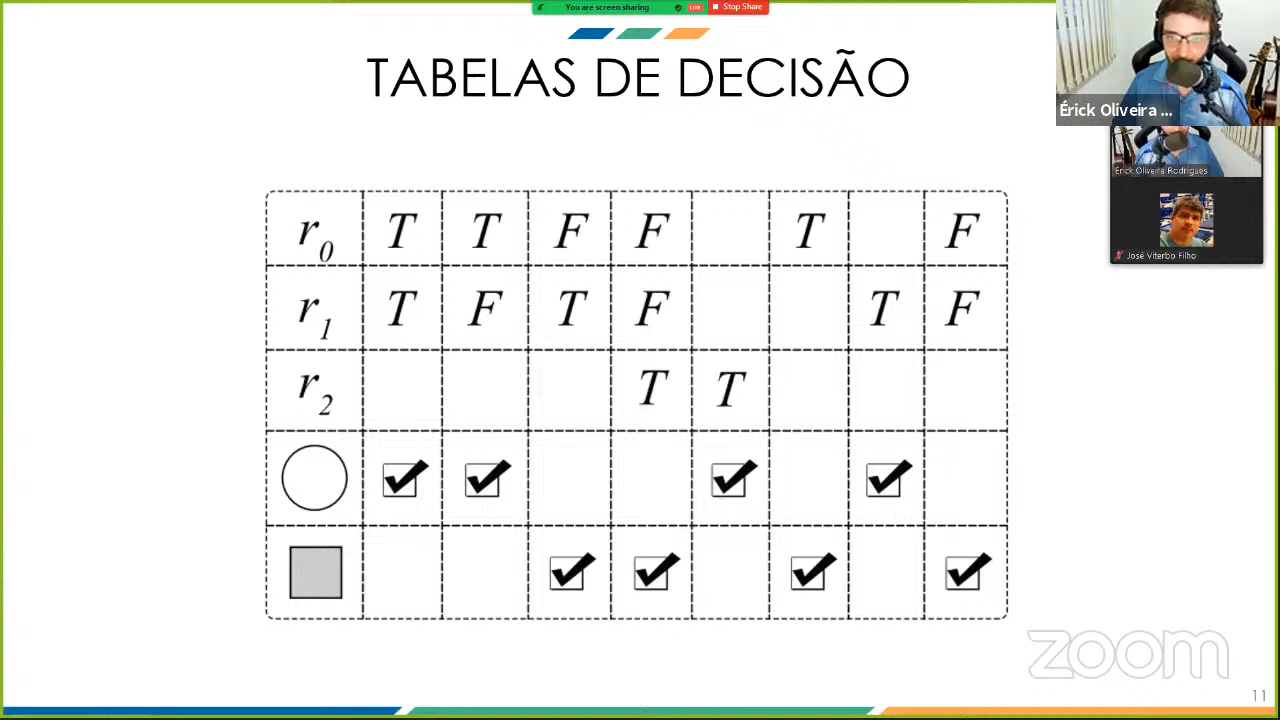 You are screen sharing LIVE Stop Share
TABELAS DE DECISÃO
Érick Oliveira ...
Érick Oliveira Rodrigues
José Viterbo Filho
r0 T T F F T F
r1 T F T F T F
r2 T T
zoom
11